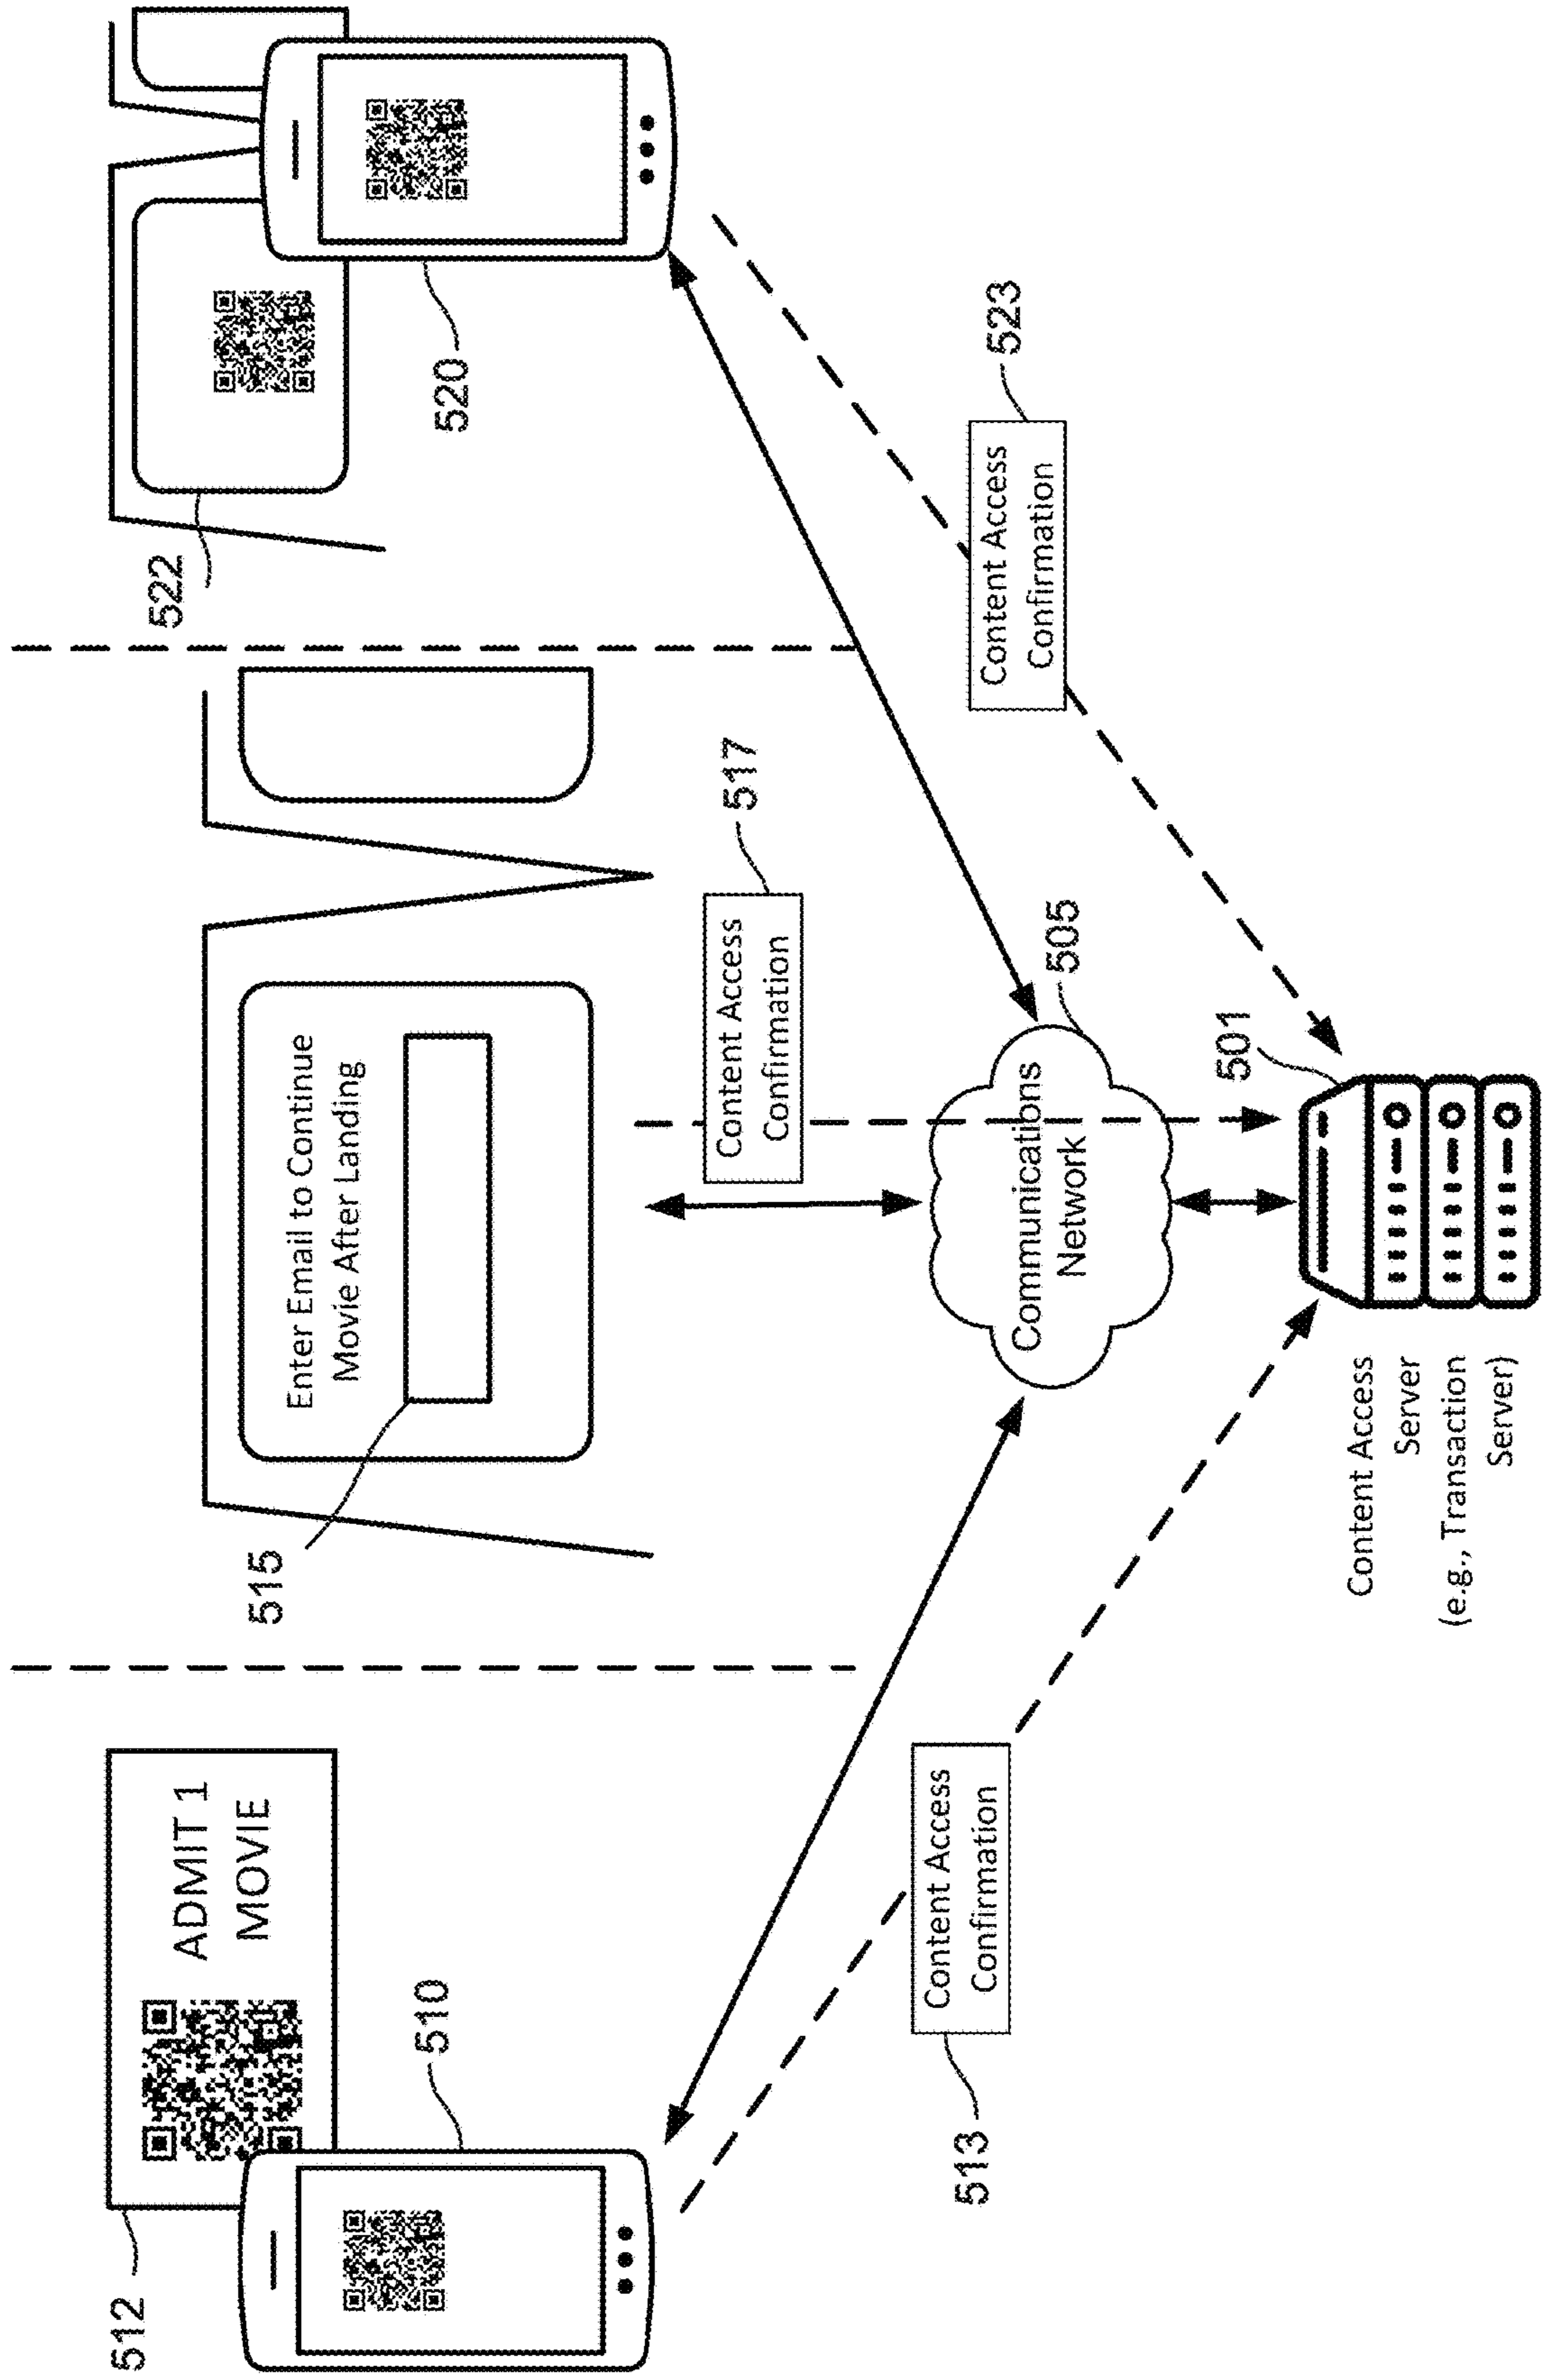 512
ADMIT 1
MOVIE
510
513
Content Access
Confirmation
515
Enter Email to Continue
Movie After Landing
517
Content Access
Confirmation
522
520
523
Content Access
Confirmation
505
Communications
Network
501
Content Access
Server
(e.g., Transaction
Server)